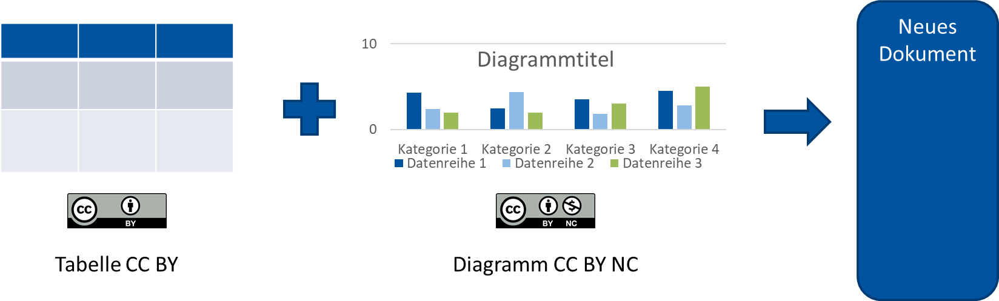 10
Diagrammtitel
0
Kategorie 1 Kategorie 2 Kategorie 3 Kategorie 4
Datenreihe 1 Datenreihe 2 Datenreihe 3
Neues
Dokument
CC BY
CC BY NC
Tabelle CC BY
Diagramm CC BY NC